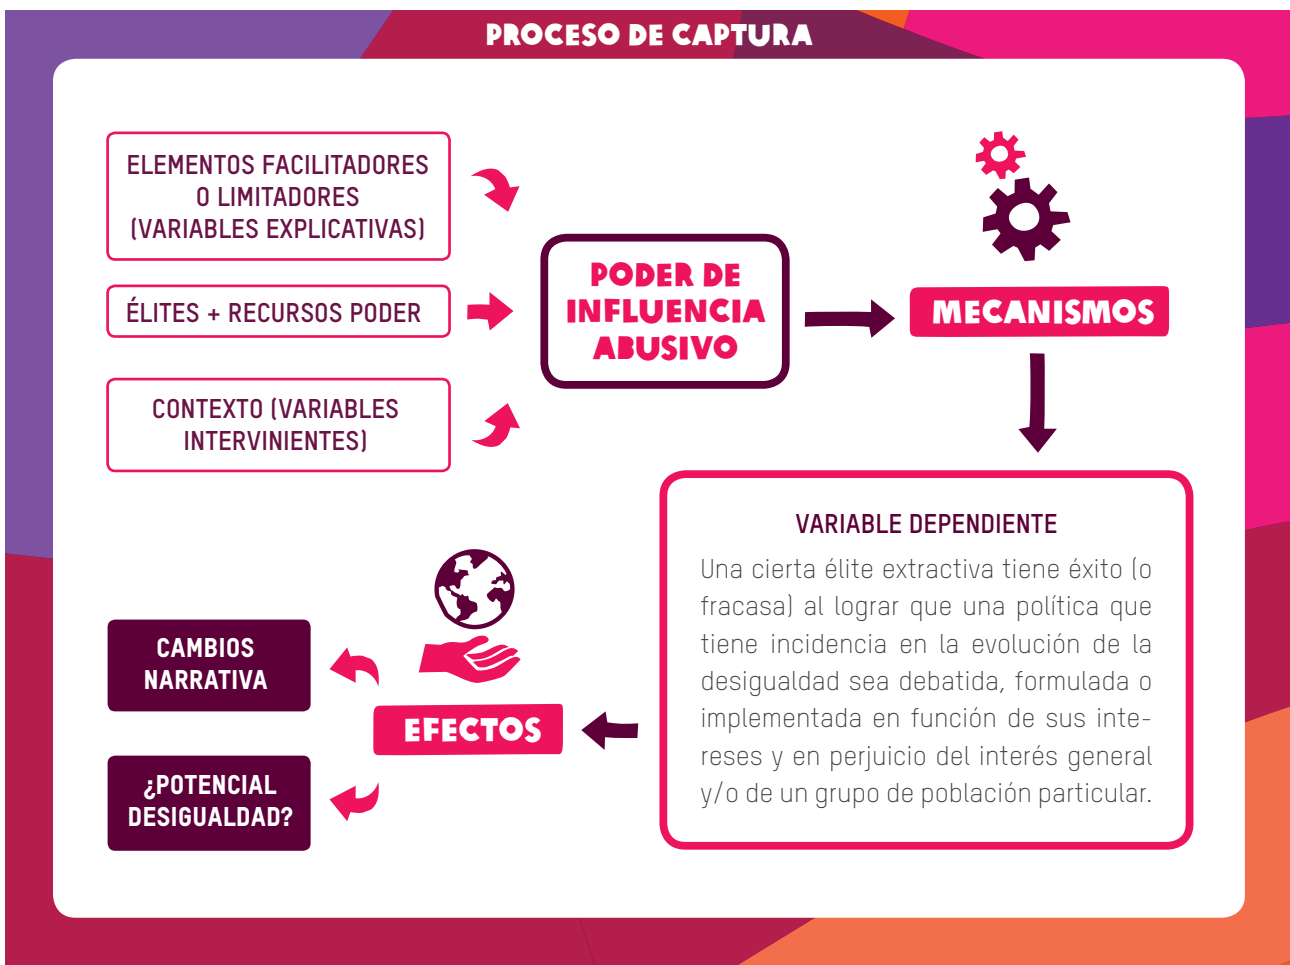 PROCESO DE CAPTURA
ELEMENTOS FACILITADORES
O LIMITADORES
(VARIABLES EXPLICATIVAS)
ÉLITES + RECURSOS PODER
CONTEXTO (VARIABLES
INTERVINIENTES)
PODER DE
INFLUENCIA
ABUSIVO
MECANISMOS
VARIABLE DEPENDIENTE
Una cierta élite extractiva tiene éxito (o
fracasa) al lograr que una política que
tiene incidencia en la evolución de la
desigualdad sea debatida, formulada o
implementada en función de sus inte-
reses y en perjuicio del interés general
y/o de un grupo de población particular.
EFECTOS
CAMBIOS
NARRATIVA
¿POTENCIAL
DESIGUALDAD?